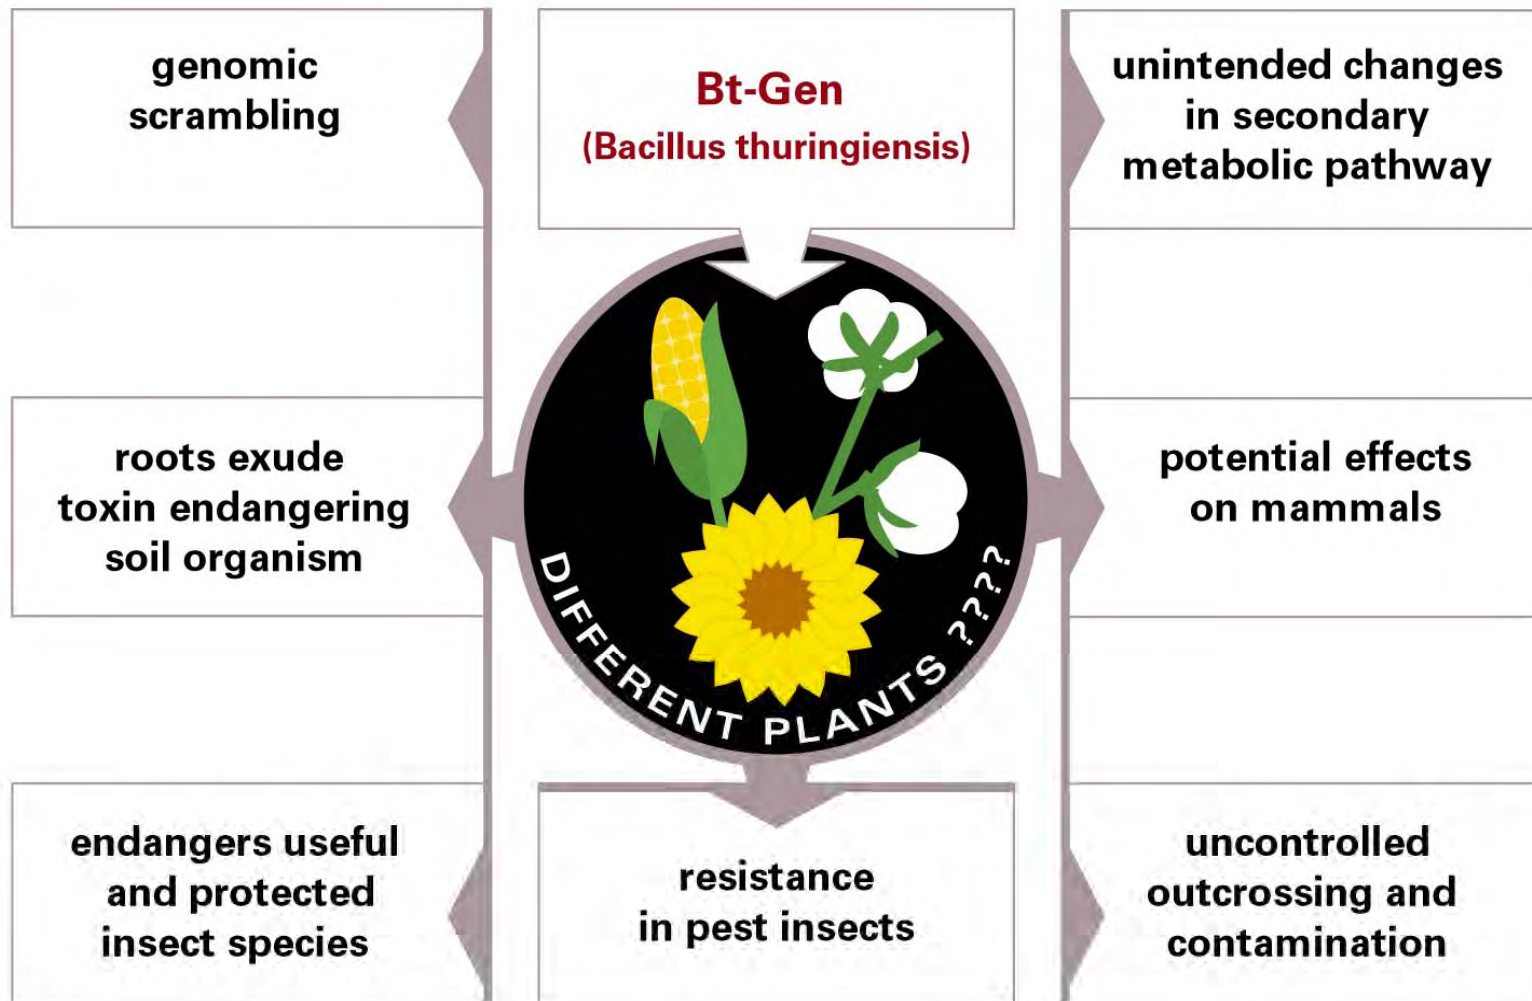 genomic
scrambling
Bt-Gen
(Bacillus thuringiensis)
unintended changes
in secondary
metabolic pathway
roots exude
toxin endangering
soil organism
DIFFERENT PLANTS ????
potential effects
on mammals
endangers useful
and protected
insect species
resistance
in pest insects
uncontrolled
outcrossing and
contamination